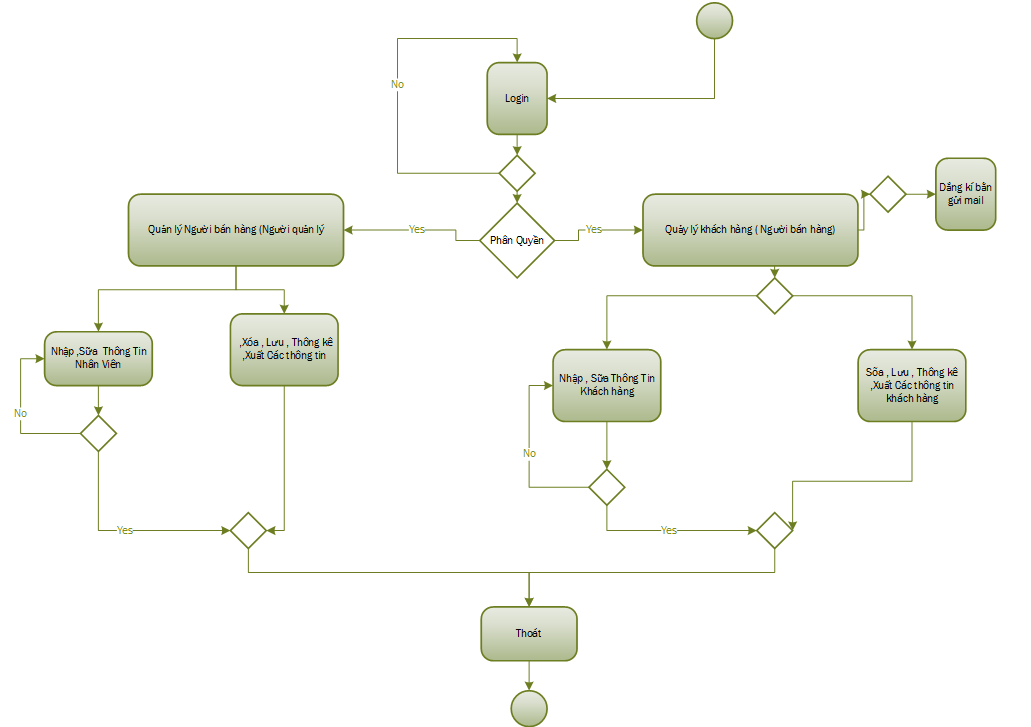 No
Login
Dăng kí bằn
gửi mail
Quản lý Người bán hàng (Người quản lý
Yes
Phân Quyền
Yes
Quảy lý khách hàng ( Người bán hàng)
Nhập ,Sữa Thông Tin
Nhân Viên
,Xóa , Lưu , Thông kê
,Xuất Các thông tin
Nhập , Sữa Thông Tin
Khách hàng
Sõa , Lưu , Thông kê
,Xuất Các thông tin
khách hàng
No
No
Yes
Yes
Thoát